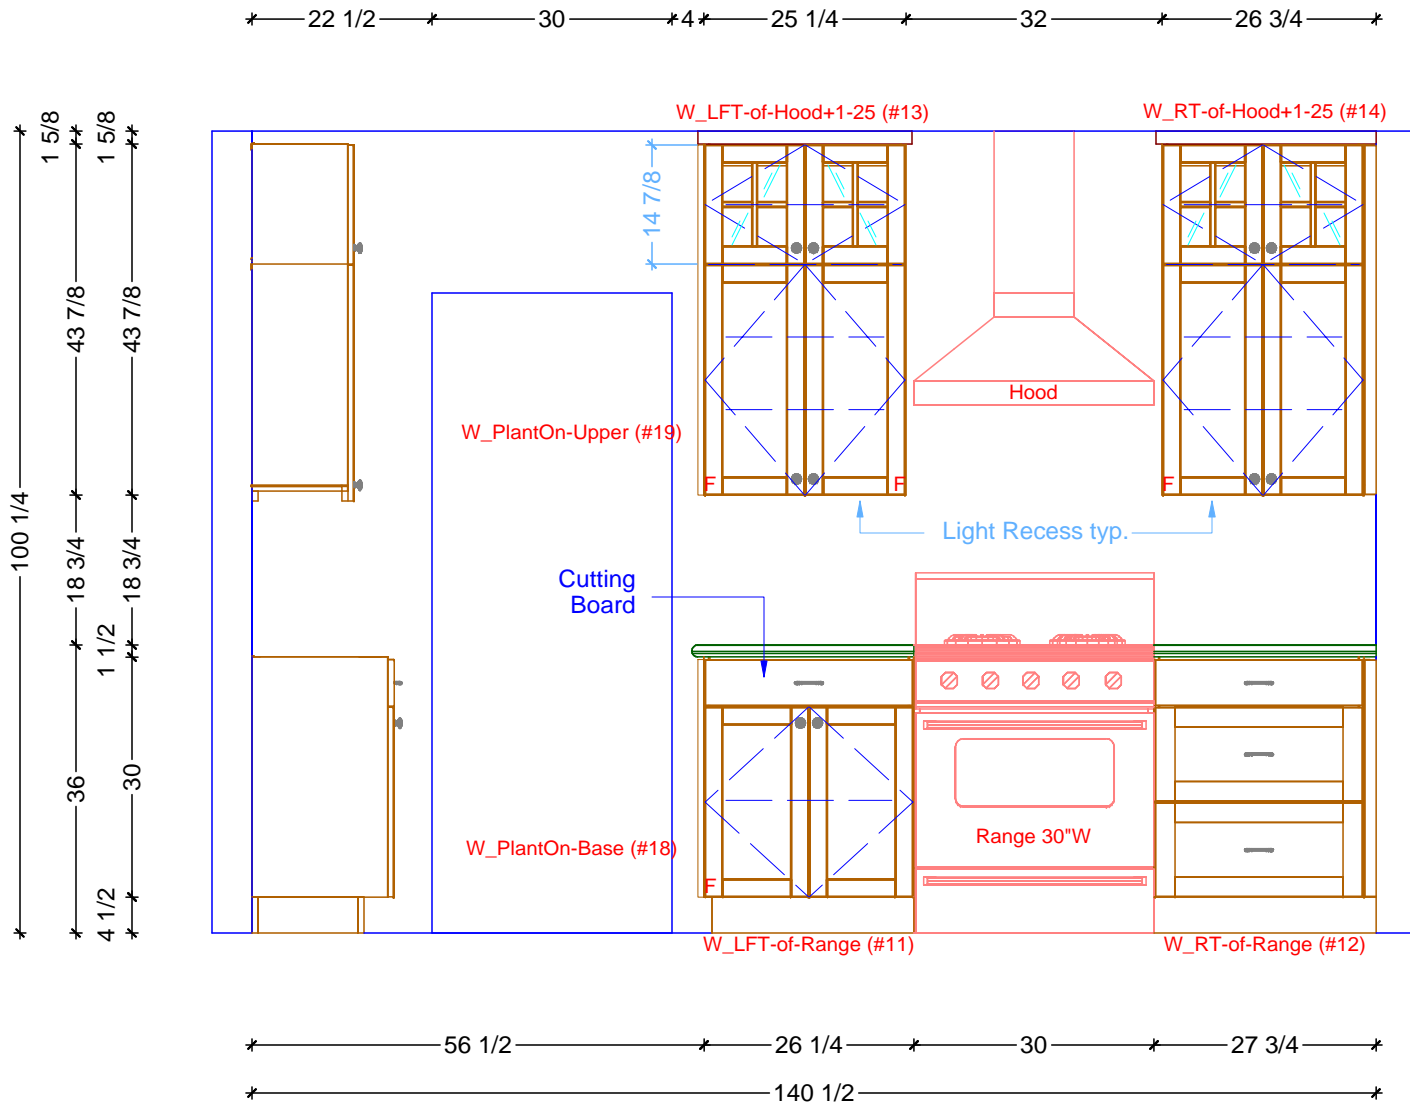 22 1/2
30
4
25 1/4
32
26 3/4
W_LFT-of-Hood+1-25 (#13)
W_RT-of-Hood+1-25 (#14)
1 5/8
1 5/8
14 7/8
43 7/8
43 7/8
Hood
W_PlantOn-Upper (#19)
F
F
F
100 1/4
18 3/4
18 3/4
Light Recess typ.
Cutting
Board
1 1/2
36
30
Range 30"W
W_PlantOn-Base (#18)
F
4 1/2
W_LFT-of-Range (#11)
W_RT-of-Range (#12)
56 1/2
26 1/4
30
27 3/4
140 1/2